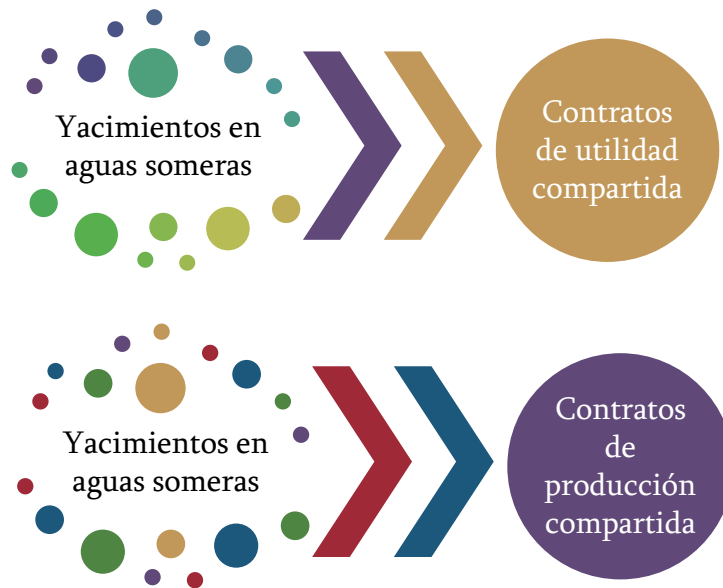 Yacimientos en
aguas someras
Contratos
de utilidad
compartida
Yacimientos en
aguas someras
Contratos
de
producción
compartida